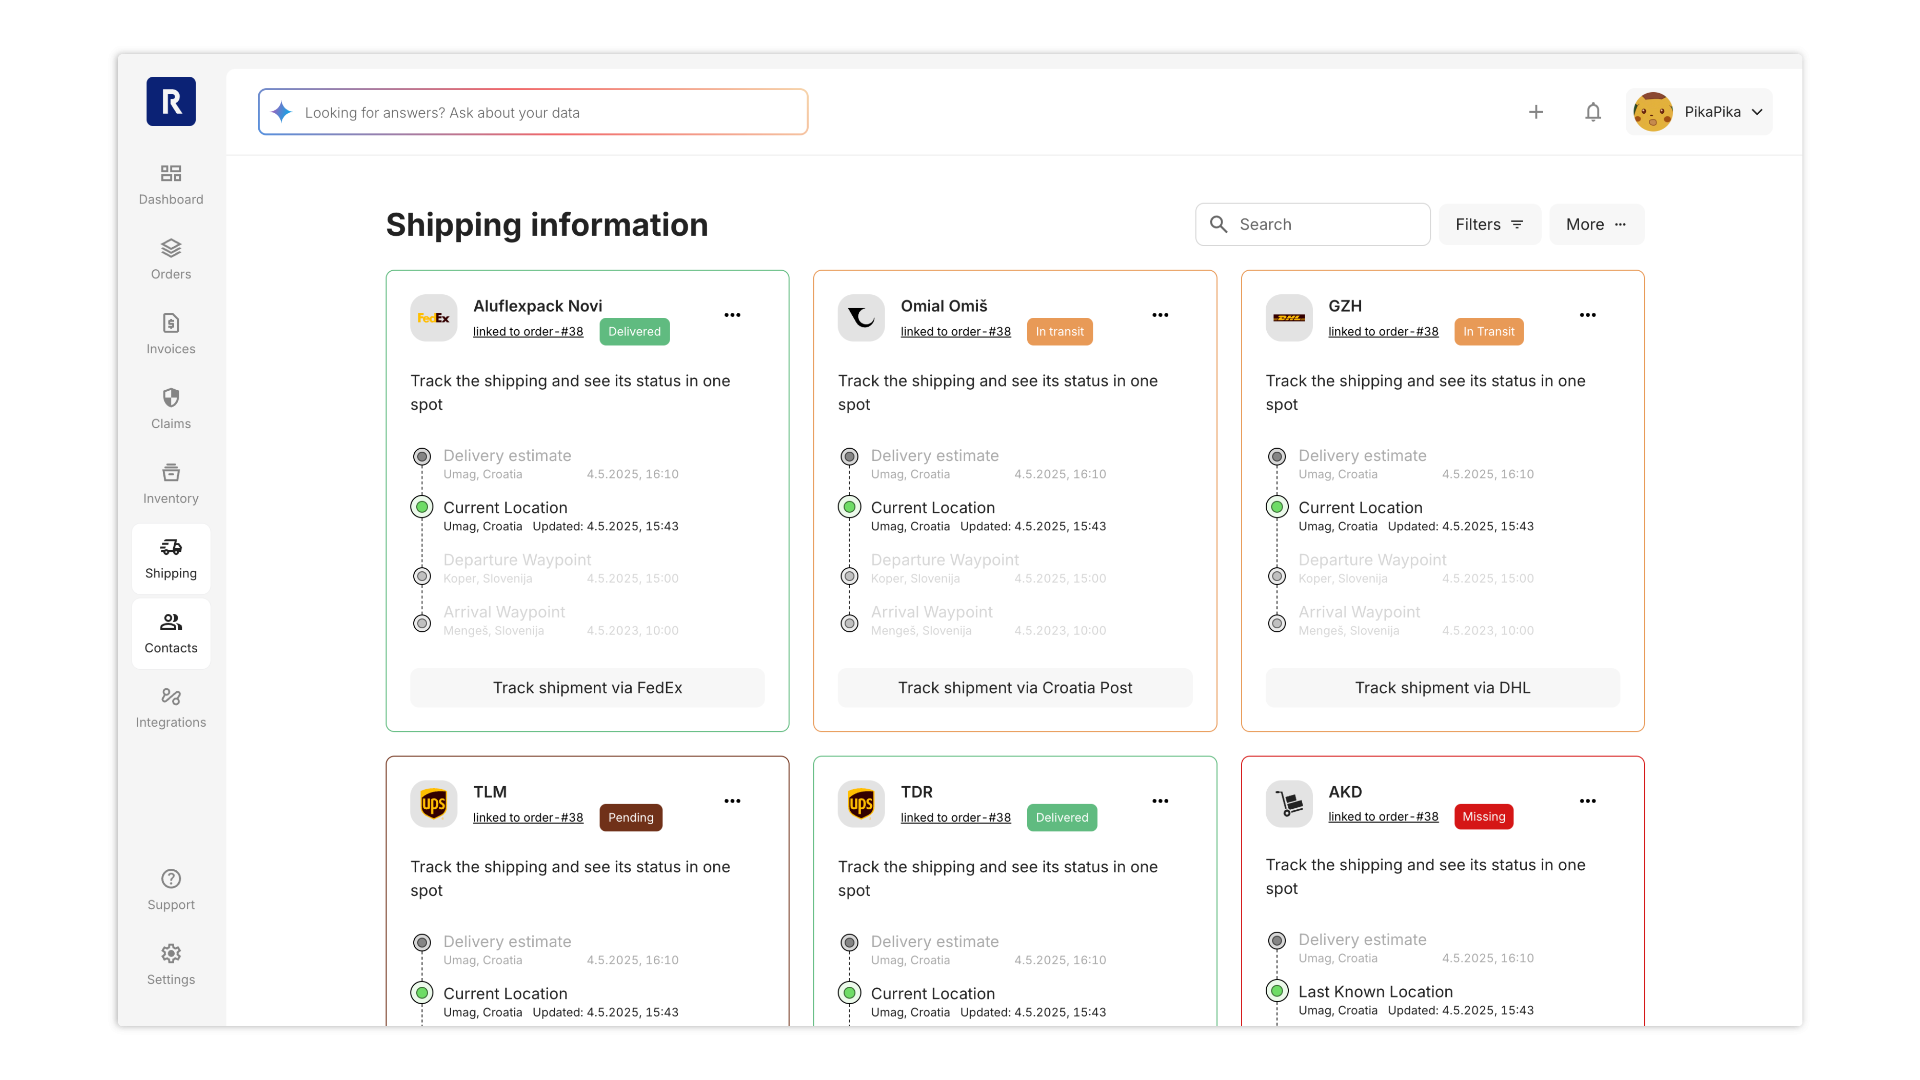 R
Looking for answers? Ask about your data
PikaPika
Dashboard
Orders
Invoices
Claims
Inventory
Shipping
Contacts
Integrations
Support
Settings
Shipping information
Search
Filters
More
FedEx
Aluflexpack Novi
linked to order-#38
Delivered
Track the shipping and see its status in one
spot
Delivery estimate
Umag, Croatia 4.5.2025, 16:10
Current Location
Umag, Croatia Updated: 4.5.2025, 15:43
Departure Waypoint
Koper, Slovenija 4.5.2025, 15:00
Arrival Waypoint
Mengeš, Slovenija 4.5.2023, 10:00
Track shipment via FedEx
Omial Omiš
linked to order-#38
In transit
Track the shipping and see its status in one
spot
Delivery estimate
Umag, Croatia 4.5.2025, 16:10
Current Location
Umag, Croatia Updated: 4.5.2025, 15:43
Departure Waypoint
Koper, Slovenija 4.5.2025, 15:00
Arrival Waypoint
Mengeš, Slovenija 4.5.2023, 10:00
Track shipment via Croatia Post
DHL
GZH
linked to order-#38
In Transit
Track the shipping and see its status in one
spot
Delivery estimate
Umag, Croatia 4.5.2025, 16:10
Current Location
Umag, Croatia Updated: 4.5.2025, 15:43
Departure Waypoint
Koper, Slovenija 4.5.2025, 15:00
Arrival Waypoint
Mengeš, Slovenija 4.5.2023, 10:00
Track shipment via DHL
ups
TLM
linked to order-#38
Pending
Track the shipping and see its status in one
spot
Delivery estimate
Umag, Croatia 4.5.2025, 16:10
Current Location
Umag, Croatia Updated: 4.5.2025, 15:43
ups
TDR
linked to order-#38
Delivered
Track the shipping and see its status in one
spot
Delivery estimate
Umag, Croatia 4.5.2025, 16:10
Current Location
Umag, Croatia Updated: 4.5.2025, 15:43
AKD
linked to order-#38
Missing
Track the shipping and see its status in one
spot
Delivery estimate
Umag, Croatia 4.5.2025, 16:10
Last Known Location
Umag, Croatia Updated: 4.5.2025, 15:43